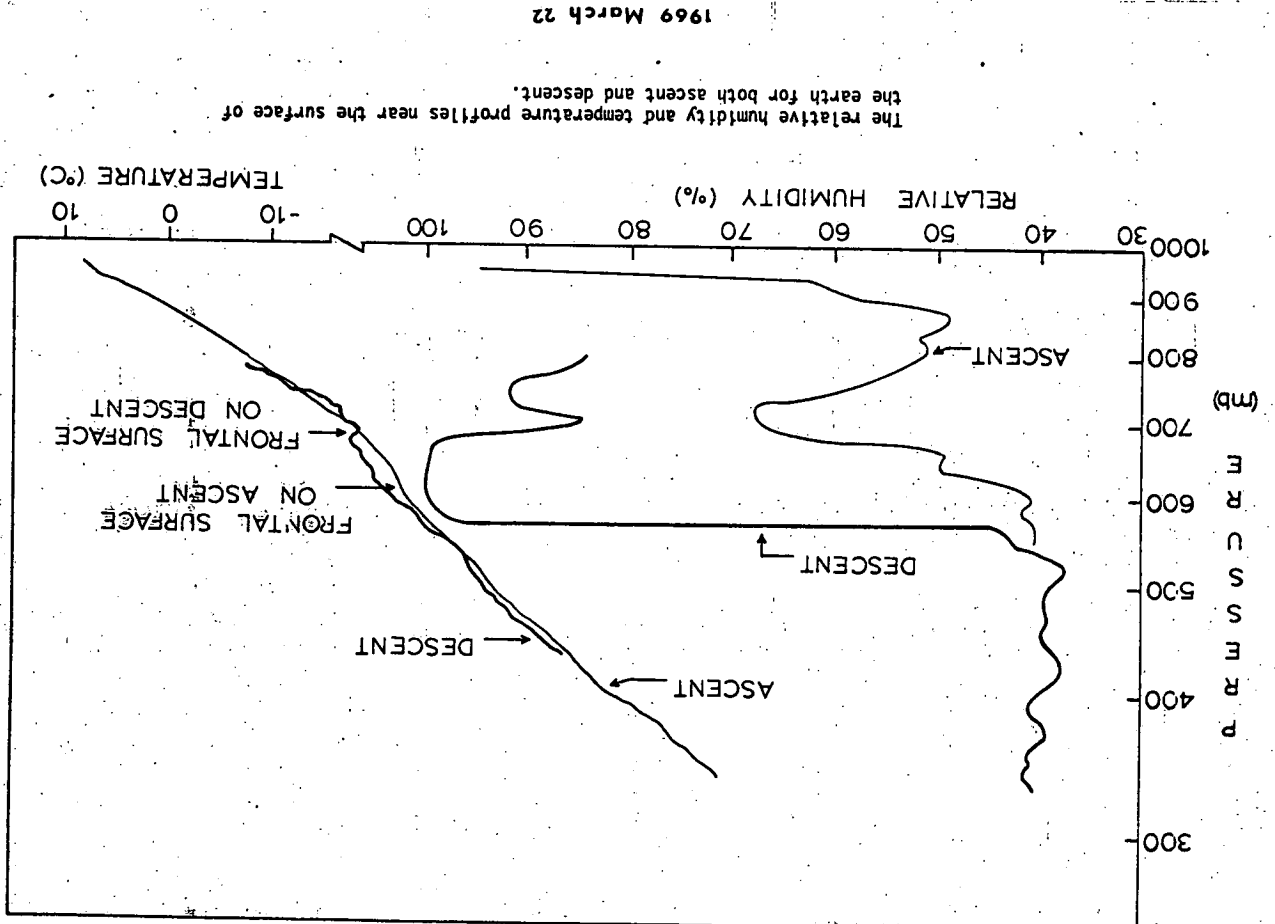 300
400
500
600
700
800
900
1000
PRESSURE
(mb)
ASCENT
DESCENT
DESCENT
FRONTAL SURFACE
ON ASCENT
FRONTAL SURFACE
ON DESCENT
ASCENT
30 40 50 60 70 80 90 100 -10 0 10
RELATIVE HUMIDITY (%) TEMPERATURE (°C)
The relative humidity and temperature profiles near the surface of
the earth for both ascent and descent.
1969 March 22